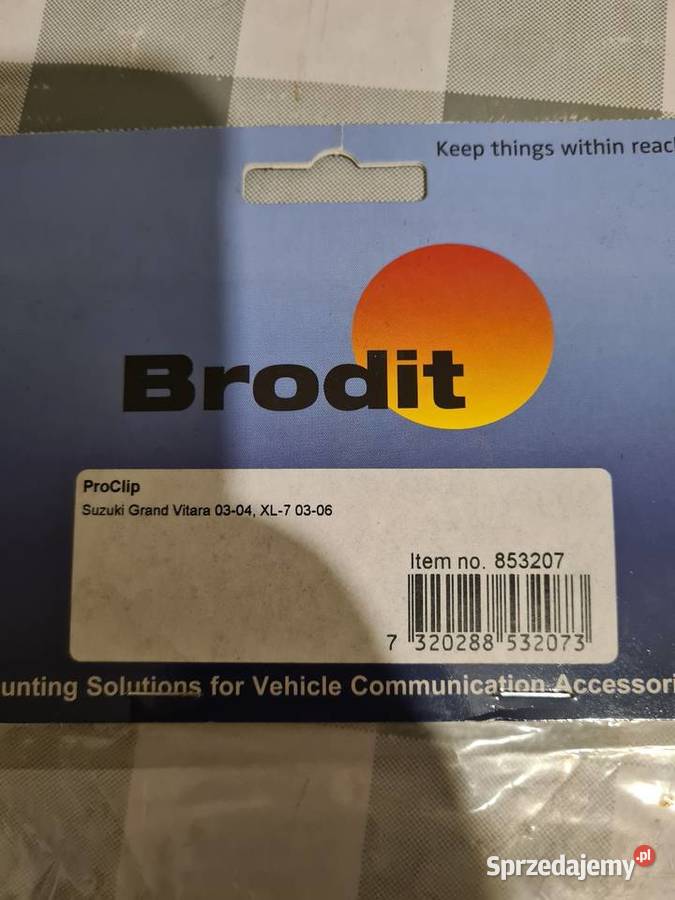 Keep things within reac
Brodit
ProClip
Suzuki Grand Vitara 03-04, XL-7 03-06
Item no. 853207
7 320288 532073
unting Solutions for Vehicle Communication Accessori
Sprzedajemy.pl